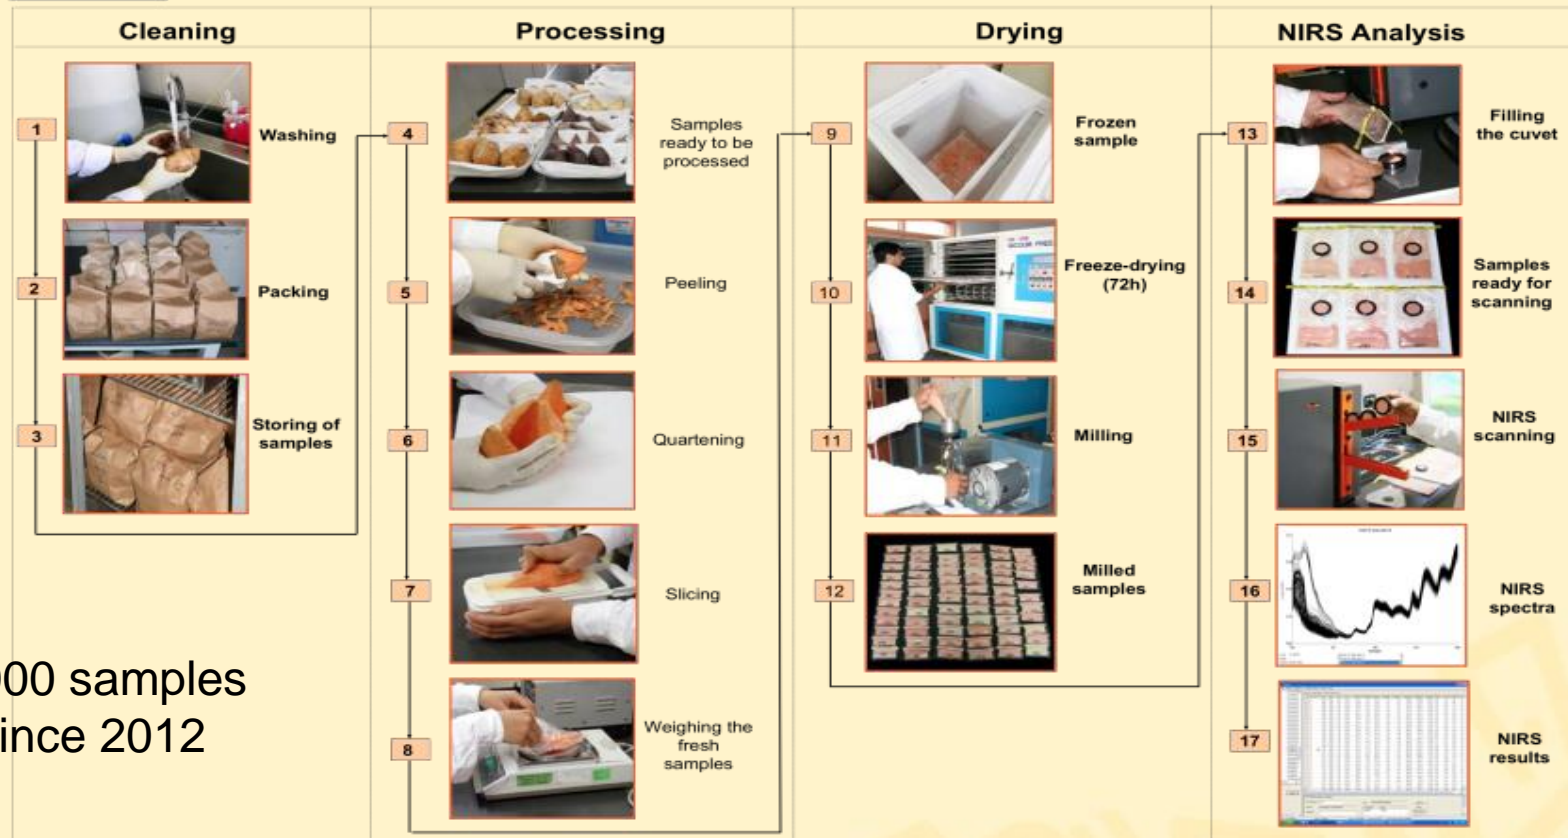 Cleaning
1
Washing
2
Packing
3
Storing of
samples
Processing
4
Samples
ready to be
processed
5
Peeling
6
Quartening
7
Slicing
8
Weighing the
fresh
samples
Drying
9
Frozen
sample
10
Freeze-drying
(72h)
11
Milling
12
Milled
samples
NIRS Analysis
13
Filling
the cuvet
14
Samples
ready for
scanning
15
NIRS
scanning
16
NIRS
spectra
17
NIRS
results
samples
since 2012